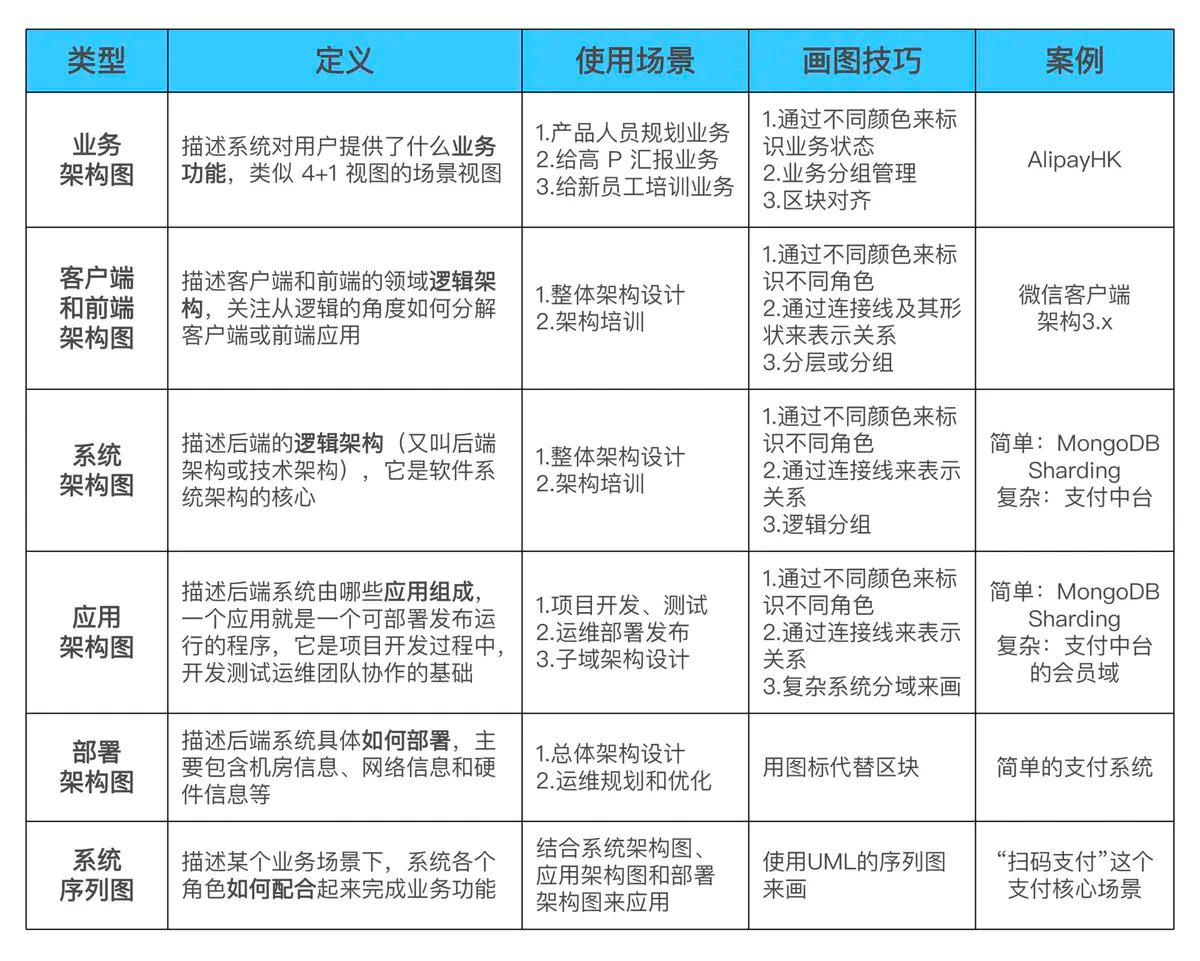 类型
定义
使用场景
画图技巧
案例
业务
架构图
描述系统对用户提供了什么业务
功能，类似 4+1 视图的场景视图
1.产品人员规划业务
2.给高 P 汇报业务
3.给新员工培训业务
1.通过不同颜色来标
识业务状态
2.业务分组管理
3.区块对齐
AlipayHK
客户端
和前端
架构图
描述客户端和前端的领域逻辑架
构，关注从逻辑的角度如何分解
客户端或前端应用
1.整体架构设计
2.架构培训
1.通过不同颜色来标
识不同角色
2.通过连接线及其形
状来表示关系
3.分层或分组
微信客户端
架构3.x
系统
架构图
描述后端的逻辑架构（又叫后端
架构或技术架构），它是软件系
统架构的核心
1.整体架构设计
2.架构培训
1.通过不同颜色来标
识不同角色
2.通过连接线来表示
关系
3.逻辑分组
简单：MongoDB
Sharding
复杂：支付中台
应用
架构图
描述后端系统由哪些应用组成，
一个应用就是一个可部署发布运
行的程序，它是项目开发过程中，
开发测试运维团队协作的基础
1.项目开发、测试
2.运维部署发布
3.子域架构设计
1.通过不同颜色来标
识不同角色
2.通过连接线来表示
关系
3.复杂系统分域来画
简单：MongoDB
Sharding
复杂：支付中台
的会员域
部署
架构图
描述后端系统具体如何部署，主
要包含机房信息、网络信息和硬
件信息等
1.总体架构设计
2.运维规划和优化
用图标代替区块
简单的支付系统
系统
序列图
描述某个业务场景下，系统各个
角色如何配合起来完成业务功能
结合系统架构图、
应用架构图和部署
架构图来应用
使用UML的序列图
来画
“扫码支付”这个
支付核心场景